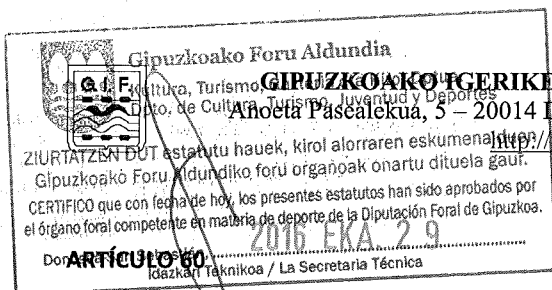 Gipuzkoako Foru Aldundia
G.I.F.
Kultura, Turismo,
GIPUZKOAKO IGERIKE
Dpto. de Cultura, Turismo, Juventud y Deportes
Anoeta Pasealekua, 5 – 20014
http://
ZIURTATZEN DUT estatutu hauek, kirol alorraren eskumena duen
Gipuzkoako Foru Aldundiko foru organoak onartu dituela gaur.
CERTIFICO que con fecha de hoy, los presentes estatutos han sido aprobados por
el órgano foral competente en materia de deporte de la Diputación Foral de Gipuzkoa.
2016 EKA. 29
ARTÍCULO 60
Idazkari Teknikoa / La Secretaria Técnica